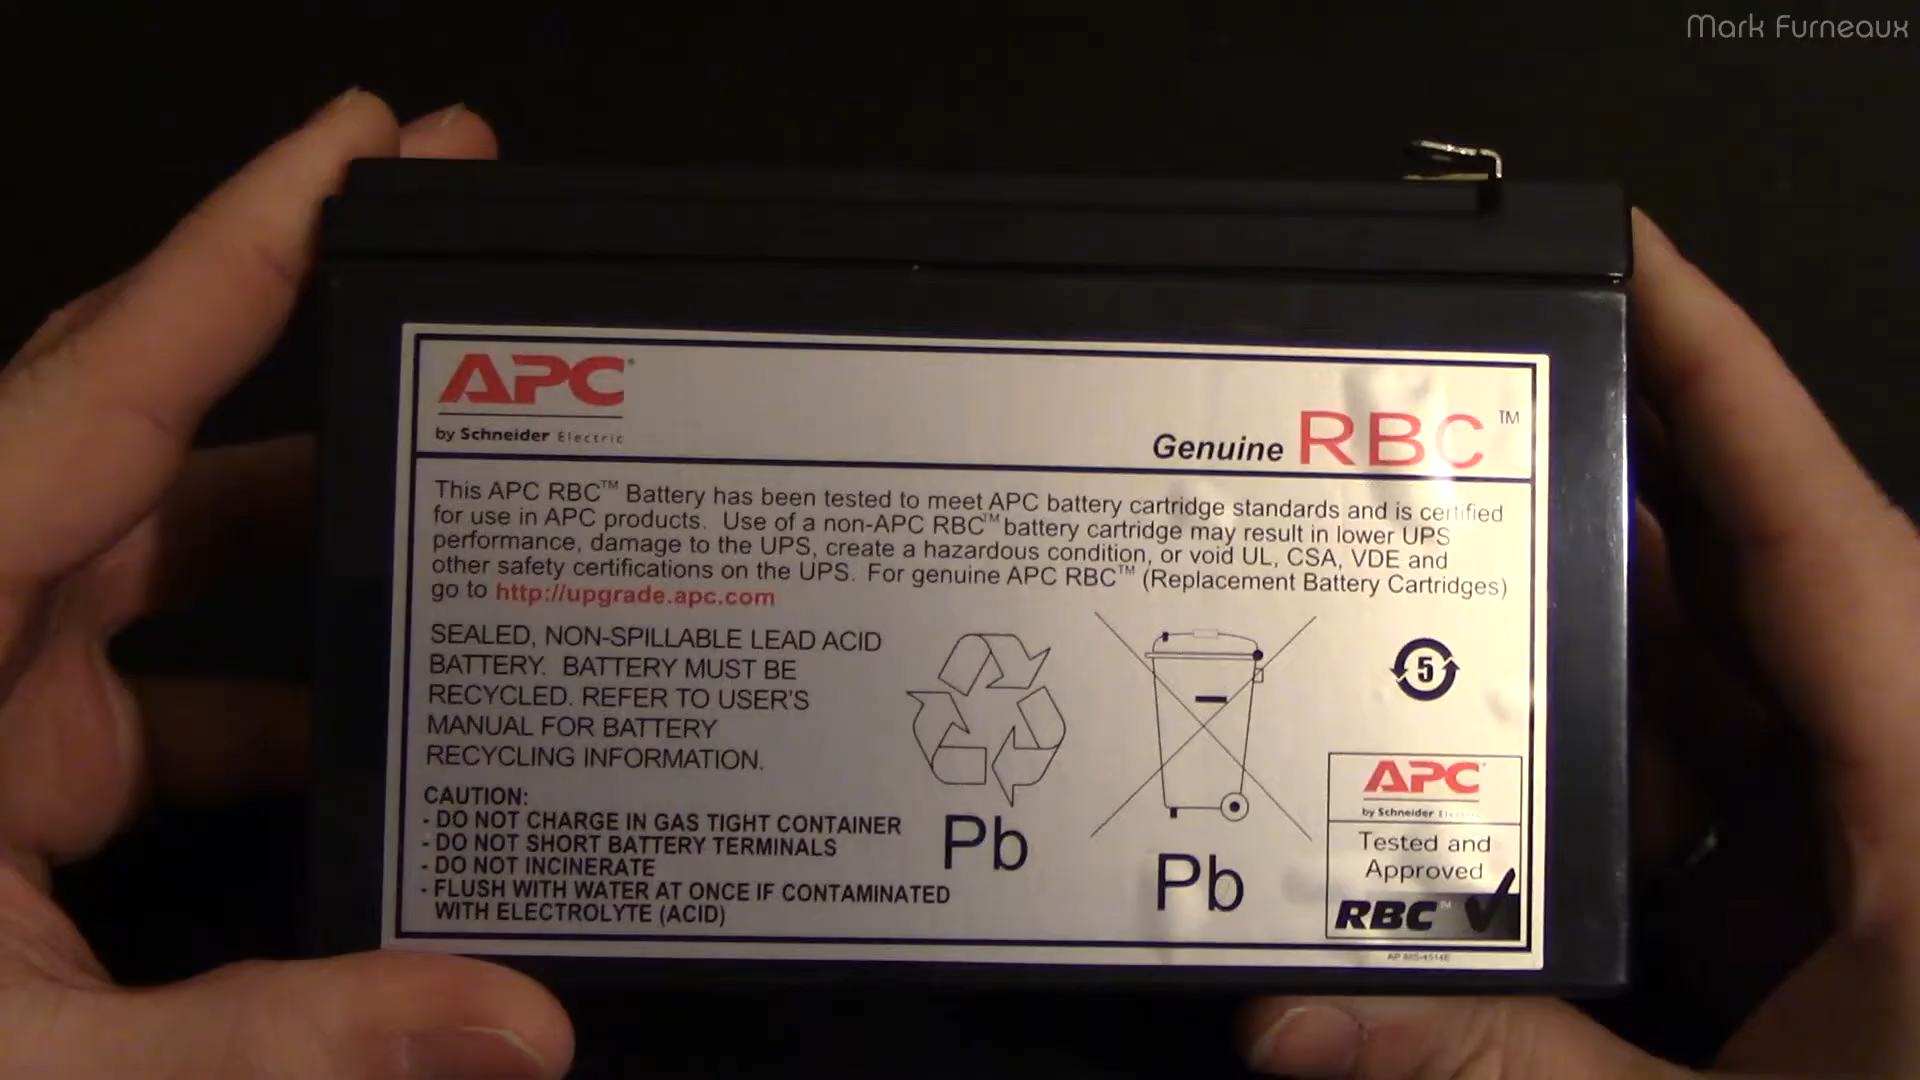 Mark Furneaux
APC®
by Schneider Electric
Genuine RBC™
This APC RBC™ Battery has been tested to meet APC battery cartridge standards and is certified
for use in APC products. Use of a non-APC RBC™ battery cartridge may result in lower UPS
performance, damage to the UPS, create a hazardous condition, or void UL, CSA, VDE and
other safety certifications on the UPS. For genuine APC RBC™ (Replacement Battery Cartridges)
go to http://upgrade.apc.com
SEALED, NON-SPILLABLE LEAD ACID
BATTERY. BATTERY MUST BE
RECYCLED. REFER TO USER'S
MANUAL FOR BATTERY
RECYCLING INFORMATION.
CAUTION:
- DO NOT CHARGE IN GAS TIGHT CONTAINER
- DO NOT SHORT BATTERY TERMINALS
- DO NOT INCINERATE
- FLUSH WITH WATER AT ONCE IF CONTAMINATED
WITH ELECTROLYTE (ACID)
Pb
Pb
5
APC®
by Schneider Electric
Tested and
Approved
RBC™